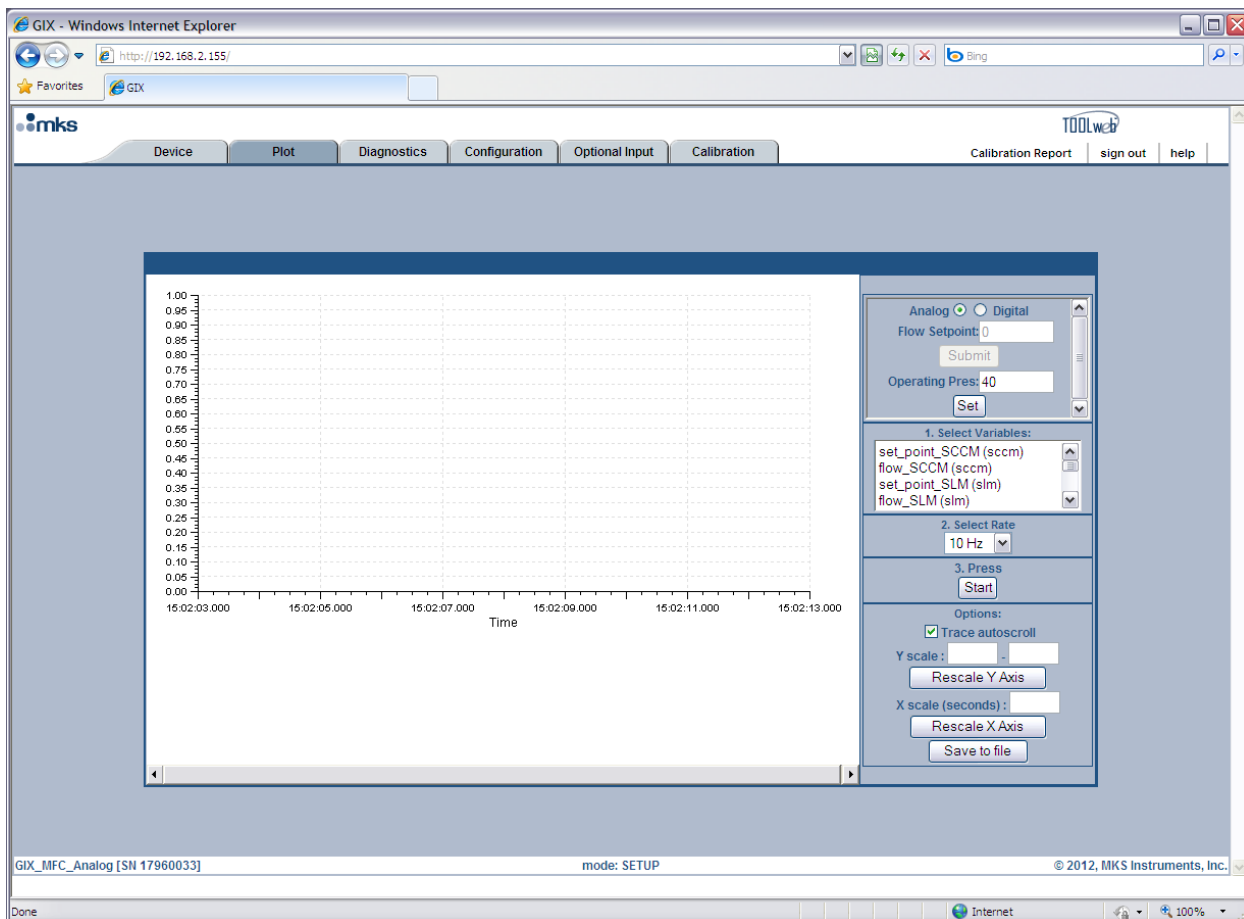 GIX - Windows Internet Explorer
http://192.168.2.155/
Bing
Favorites
GIX
mks
TOOLweb
Device Plot Diagnostics Configuration Optional Input Calibration
Calibration Report sign out help
1.00
0.95
0.90
0.85
0.80
0.75
0.70
0.65
0.60
0.55
0.50
0.45
0.40
0.35
0.30
0.25
0.20
0.15
0.10
0.05
0.00
15:02:03.000 15:02:05.000 15:02:07.000 15:02:09.000 15:02:11.000 15:02:13.000
Time
Analog Digital
Flow Setpoint: 0
Submit
Operating Pres: 40
Set
1. Select Variables:
set_point_SCCM (sccm)
flow_SCCM (sccm)
set_point_SLM (slm)
flow_SLM (slm)
2. Select Rate
10 Hz
3. Press
Start
Options:
Trace autoscroll
Y scale : -
Rescale Y Axis
X scale (seconds) :
Rescale X Axis
Save to file
GIX_MFC_Analog [SN 17960033] mode: SETUP © 2012, MKS Instruments, Inc.
Done Internet 100%